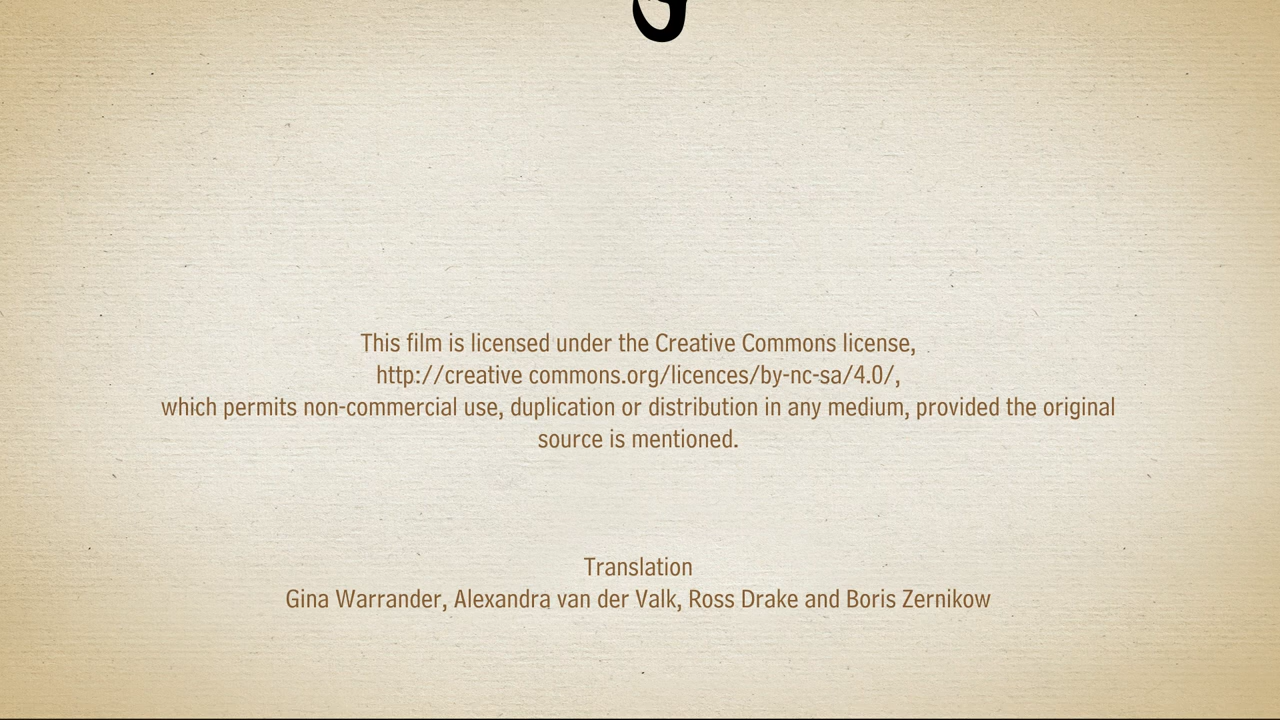 This film is licensed under the Creative Commons license,
http://creative commons.org/licences/by-nc-sa/4.0/,
which permits non-commercial use, duplication or distribution in any medium, provided the original
source is mentioned.
Translation
Gina Warrander, Alexandra van der Valk, Ross Drake and Boris Zernikow